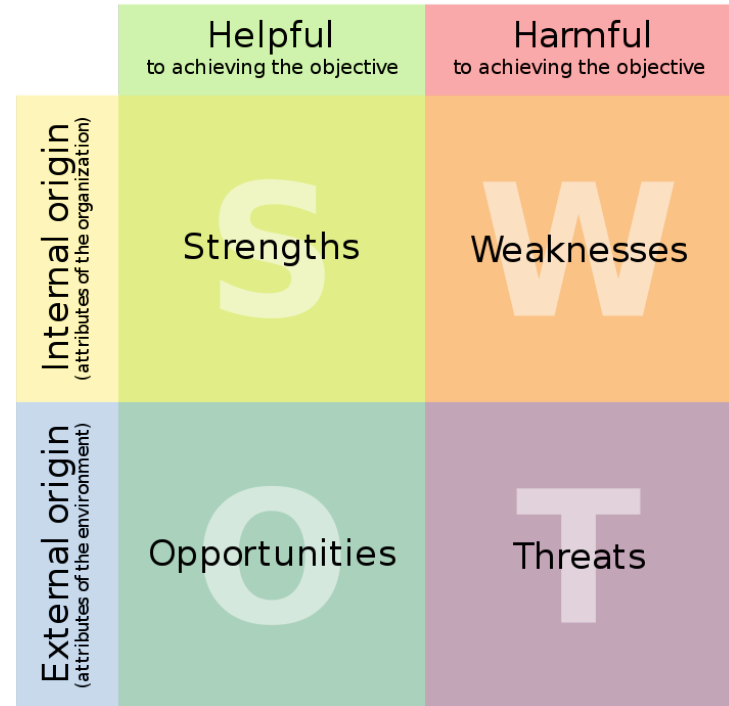 Helpful
to achieving the objective
Harmful
to achieving the objective
Internal origin
(attributes of the organization)
S
Strengths
W
Weaknesses
External origin
(attributes of the environment)
O
Opportunities
T
Threats